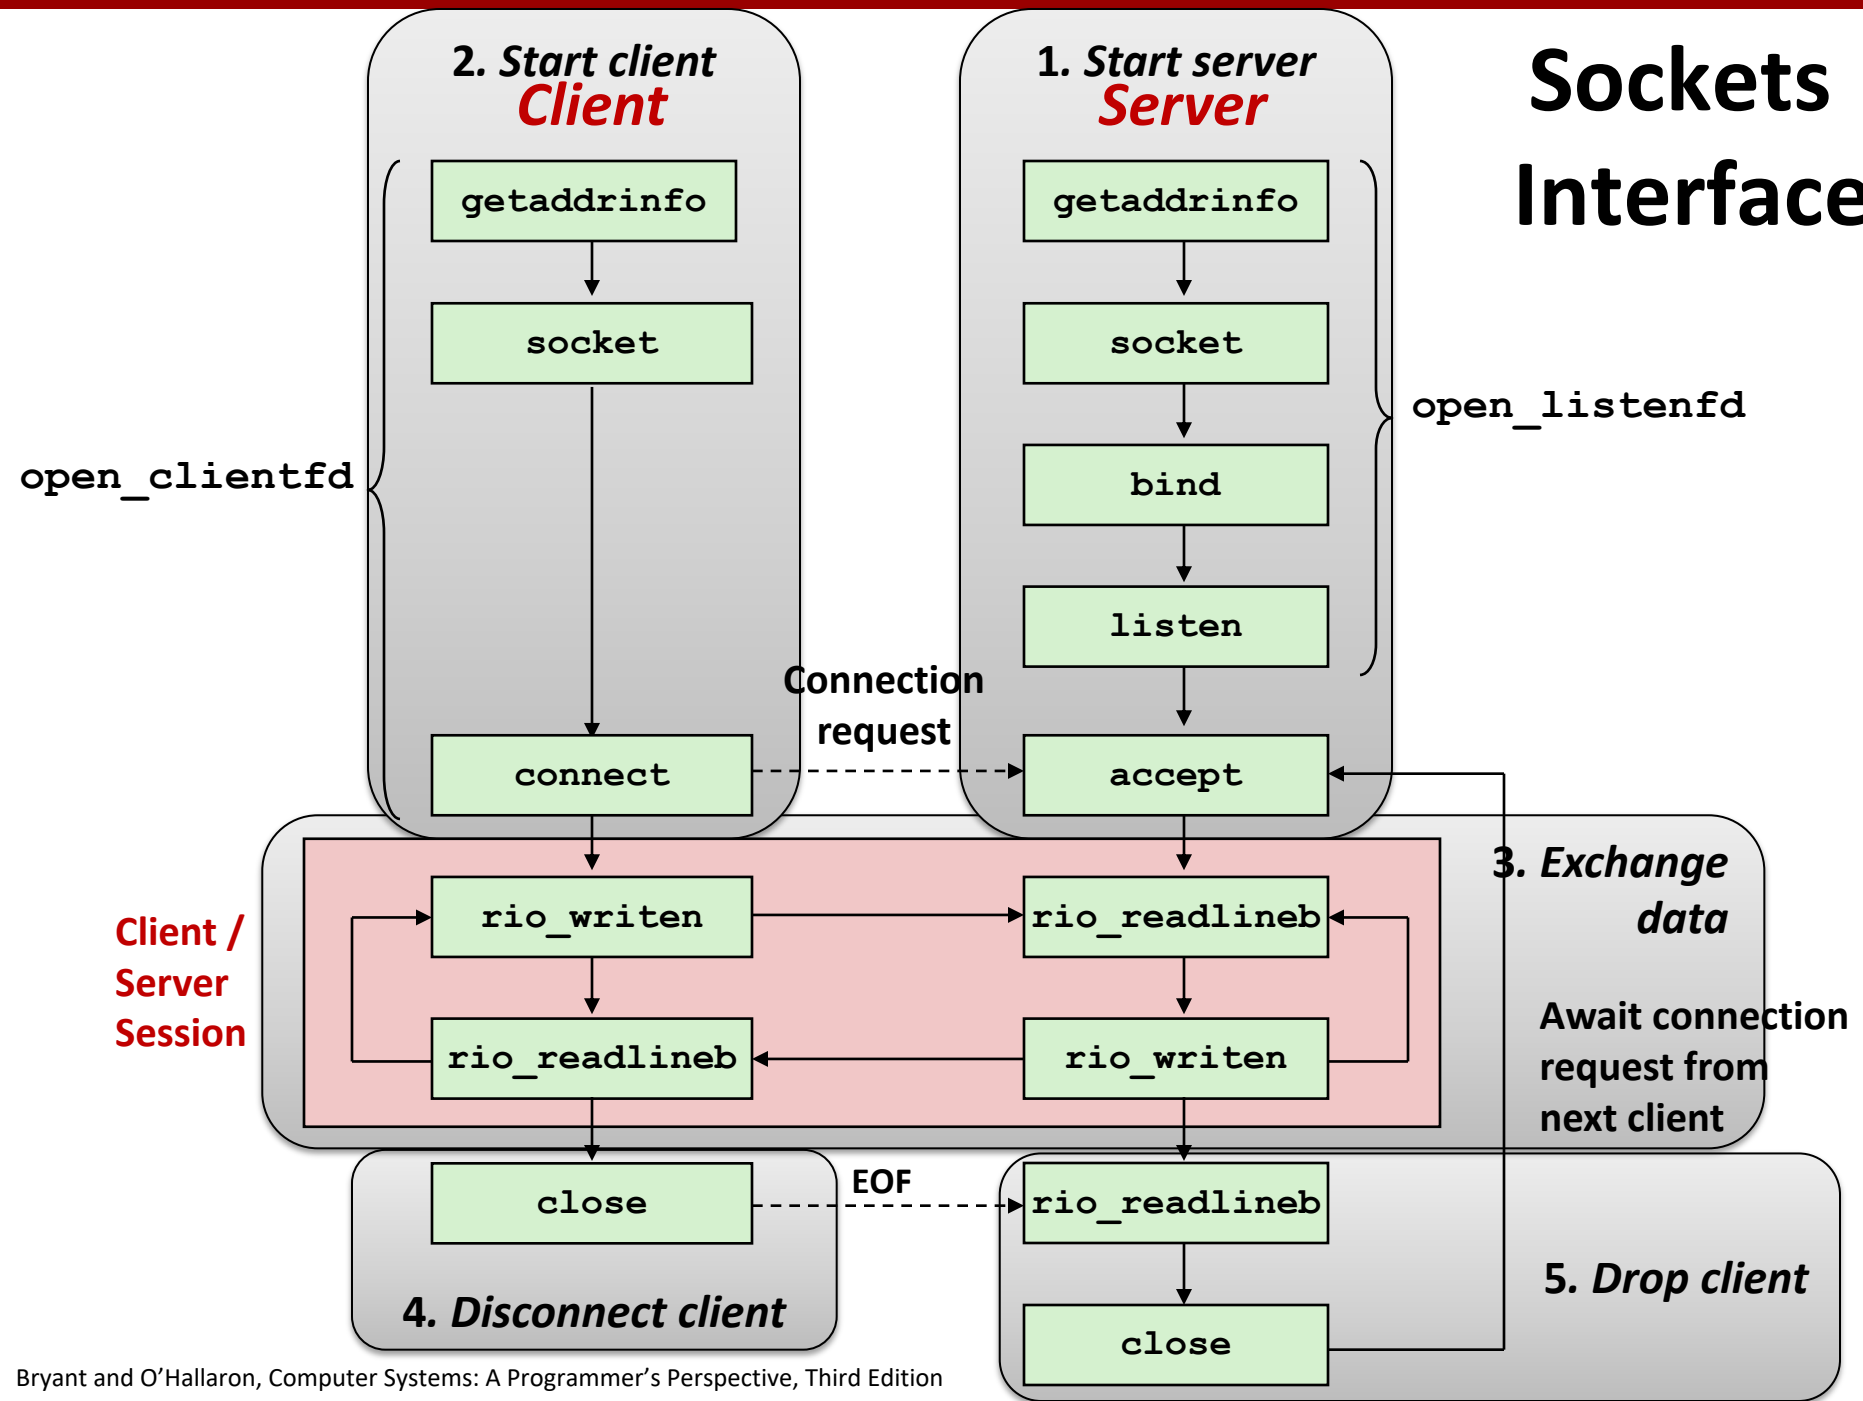 Sockets
Interface
2. Start client
Client
1. Start server
Server
getaddrinfo
getaddrinfo
socket
socket
open_listenfd
open_clientfd
bind
listen
Connection
request
connect
accept
3. Exchange
data
Client /
Server
Session
rio_writen
rio_readlineb
rio_readlineb
rio_writen
Await connection
request from
next client
close
EOF
rio_readlineb
4. Disconnect client
5. Drop client
close
Bryant and O’Hallaron, Computer Systems: A Programmer’s Perspective, Third Edition